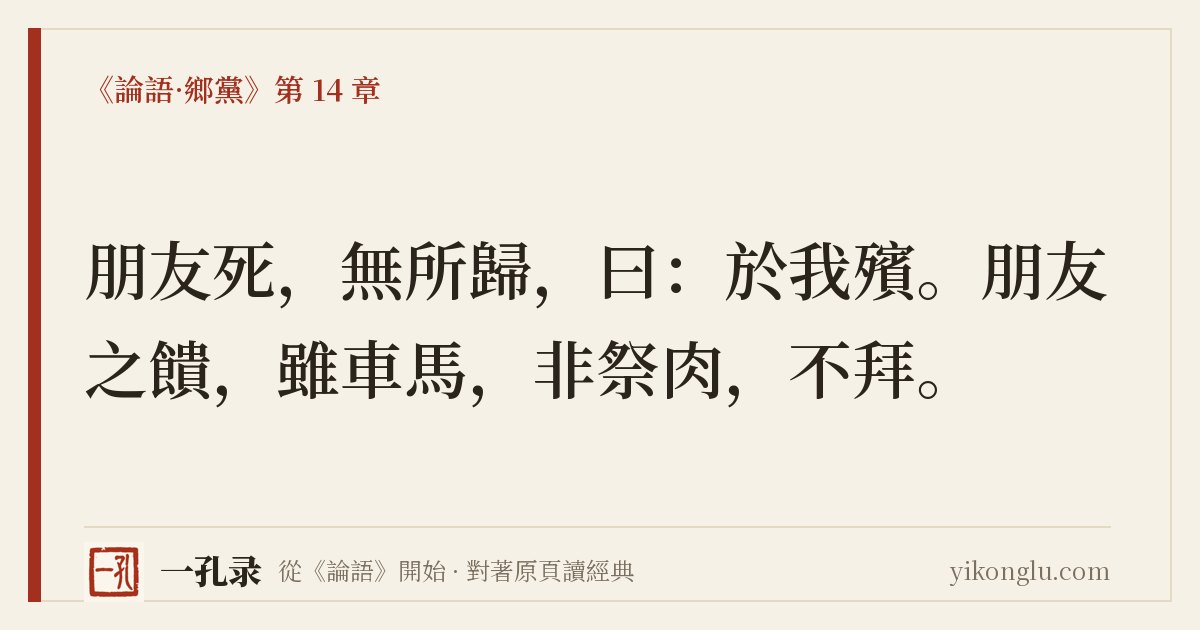 《論語·鄉黨》第 14 章
朋友死，無所歸，曰：於我殯。朋友
之饋，雖車馬，非祭肉，不拜。
一孔
一孔录 從《論語》開始 · 對著原頁讀經典 yikonglu.com